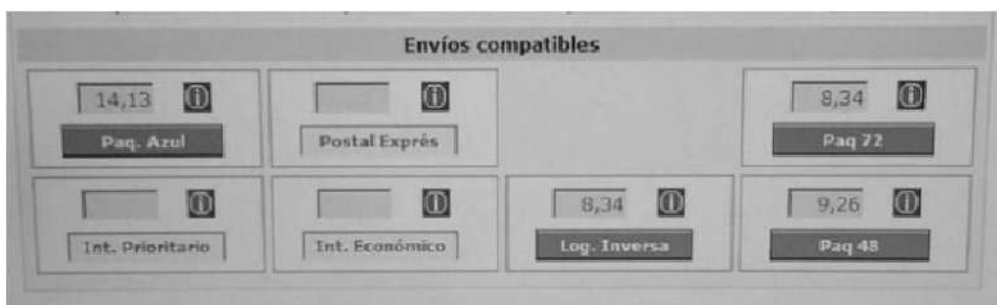 Envíos compatibles
14,13
8,34
Paq. Azul
Postal Exprés
Paq 72
8,34
9,26
Int. Prioritario
Int. Económico
Log. Inversa
Paq 48